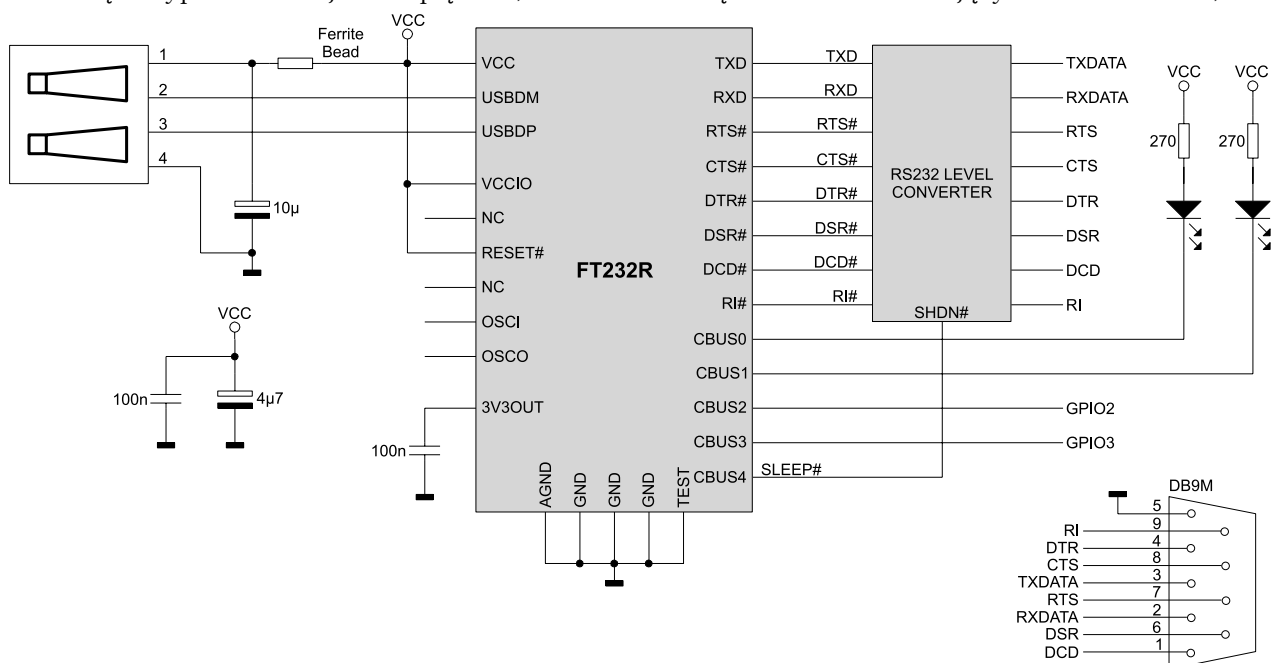 Ferrite
Bead
VCC
1
2
3
4
10µ
VCC
100n
4µ7
100n
VCC
USBDM
USBDP
VCCIO
NC
RESET#
NC
OSCI
OSCO
3V3OUT
FT232R
AGND
GND
GND
GND
TEST
TXD
RXD
RTS#
CTS#
DTR#
DSR#
DCD#
RI#
CBUS0
CBUS1
CBUS2
CBUS3
CBUS4
TXD
RXD
RTS#
CTS#
DTR#
DSR#
DCD#
RI#
SLEEP#
RS232 LEVEL
CONVERTER
SHDN#
TXDATA
RXDATA
RTS
CTS
DTR
DSR
DCD
RI
GPIO2
GPIO3
VCC
VCC
270
270
DB9M
5
RI 9
DTR 4
CTS 8
TXDATA 3
RTS 7
RXDATA 2
DSR 6
DCD 1